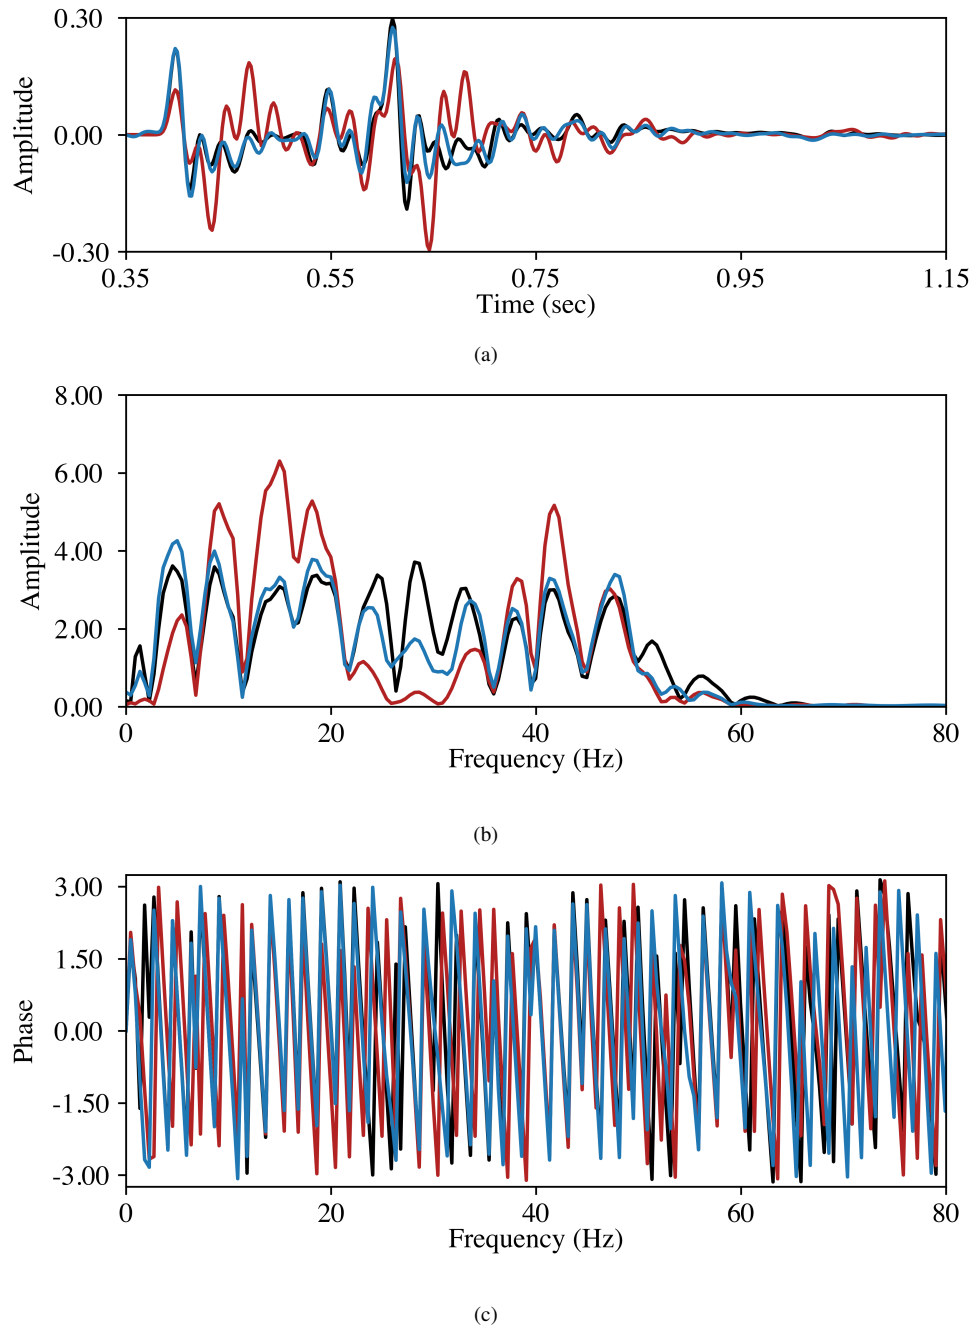 0.30
0.00
-0.30
Amplitude
0.35 0.55 0.75 0.95 1.15
Time (sec)
(a)
8.00
6.00
4.00
2.00
0.00
Amplitude
0 20 40 60 80
Frequency (Hz)
(b)
3.00
1.50
0.00
-1.50
-3.00
Phase
0 20 40 60 80
Frequency (Hz)
(c)